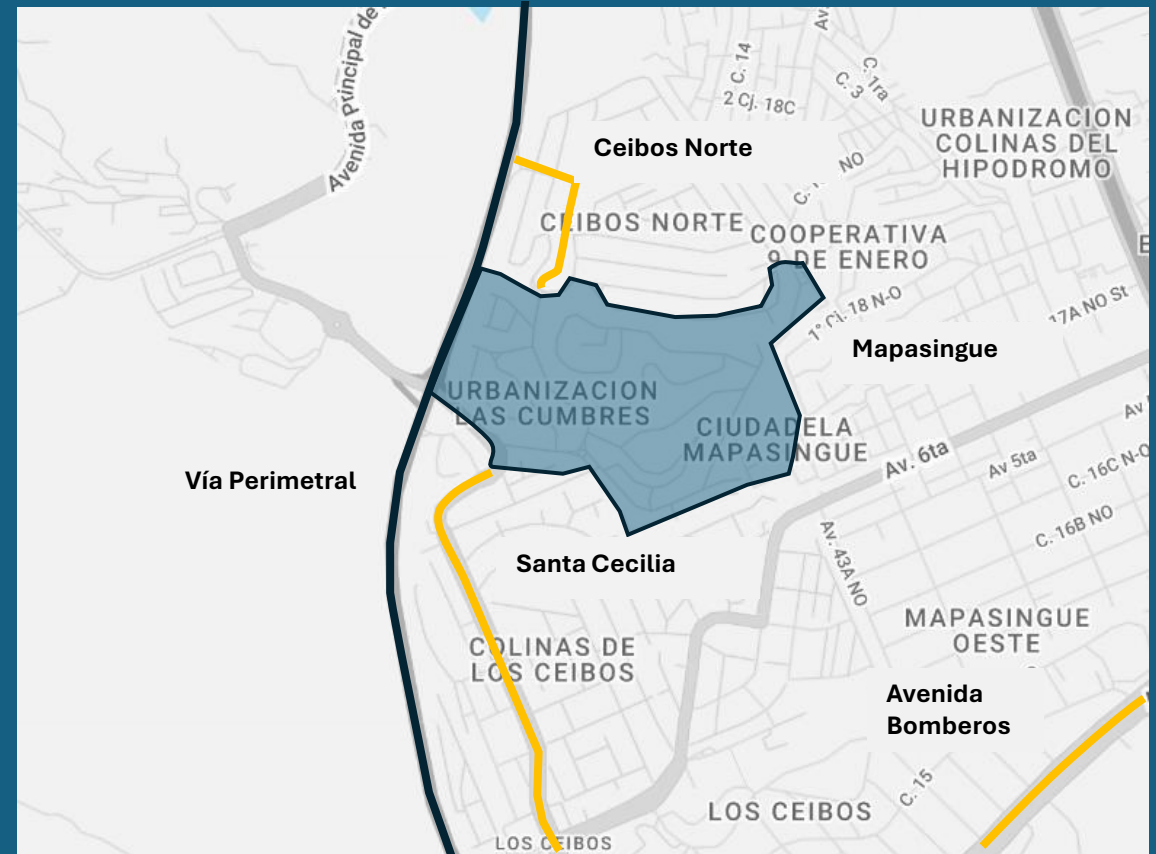 Avenida Principal de
Av.
C. 14
C. 1ra
C. 3
2 Cj. 18C
URBANIZACION
COLINAS DEL
HIPODROMO
Ceibos Norte
NO
CEIBOS NORTE
COOPERATIVA
9 DE ENERO
1° Cj. 18 N-O
17A NO St
Mapasingue
URBANIZACION
LAS CUMBRES
CIUDADELA
MAPASINGUE
Av. 6ta
Av 5ta
C. 16C N-O
C. 16B NO
Av. 43A NO
Vía Perimetral
Santa Cecilia
MAPASINGUE
OESTE
COLINAS DE
LOS CEIBOS
Avenida
Bomberos
C. 15
LOS CEIBOS
LOS CEIBOS